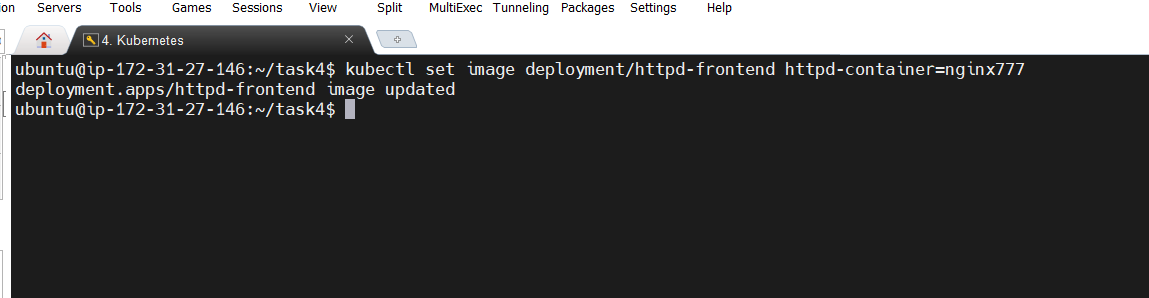 ion Servers Tools Games Sessions View Split MultiExec Tunneling Packages Settings Help
4. Kubernetes
ubuntu@ip-172-31-27-146:~/task4$ kubectl set image deployment/httpd-frontend httpd-container=nginx777
deployment.apps/httpd-frontend image updated
ubuntu@ip-172-31-27-146:~/task4$